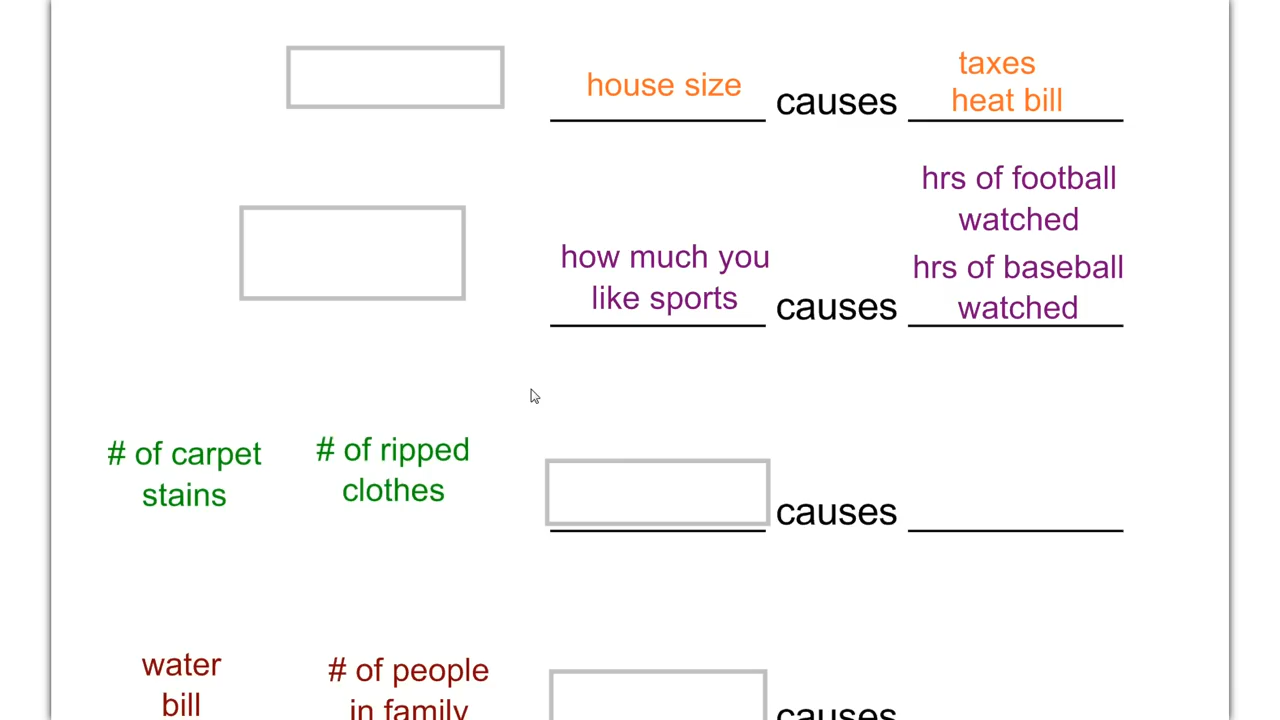 taxes
house size causes heat bill
hrs of football
watched
how much you hrs of baseball
like sports causes watched
# of carpet # of ripped
stains clothes
causes
water # of people
bill in family
causes